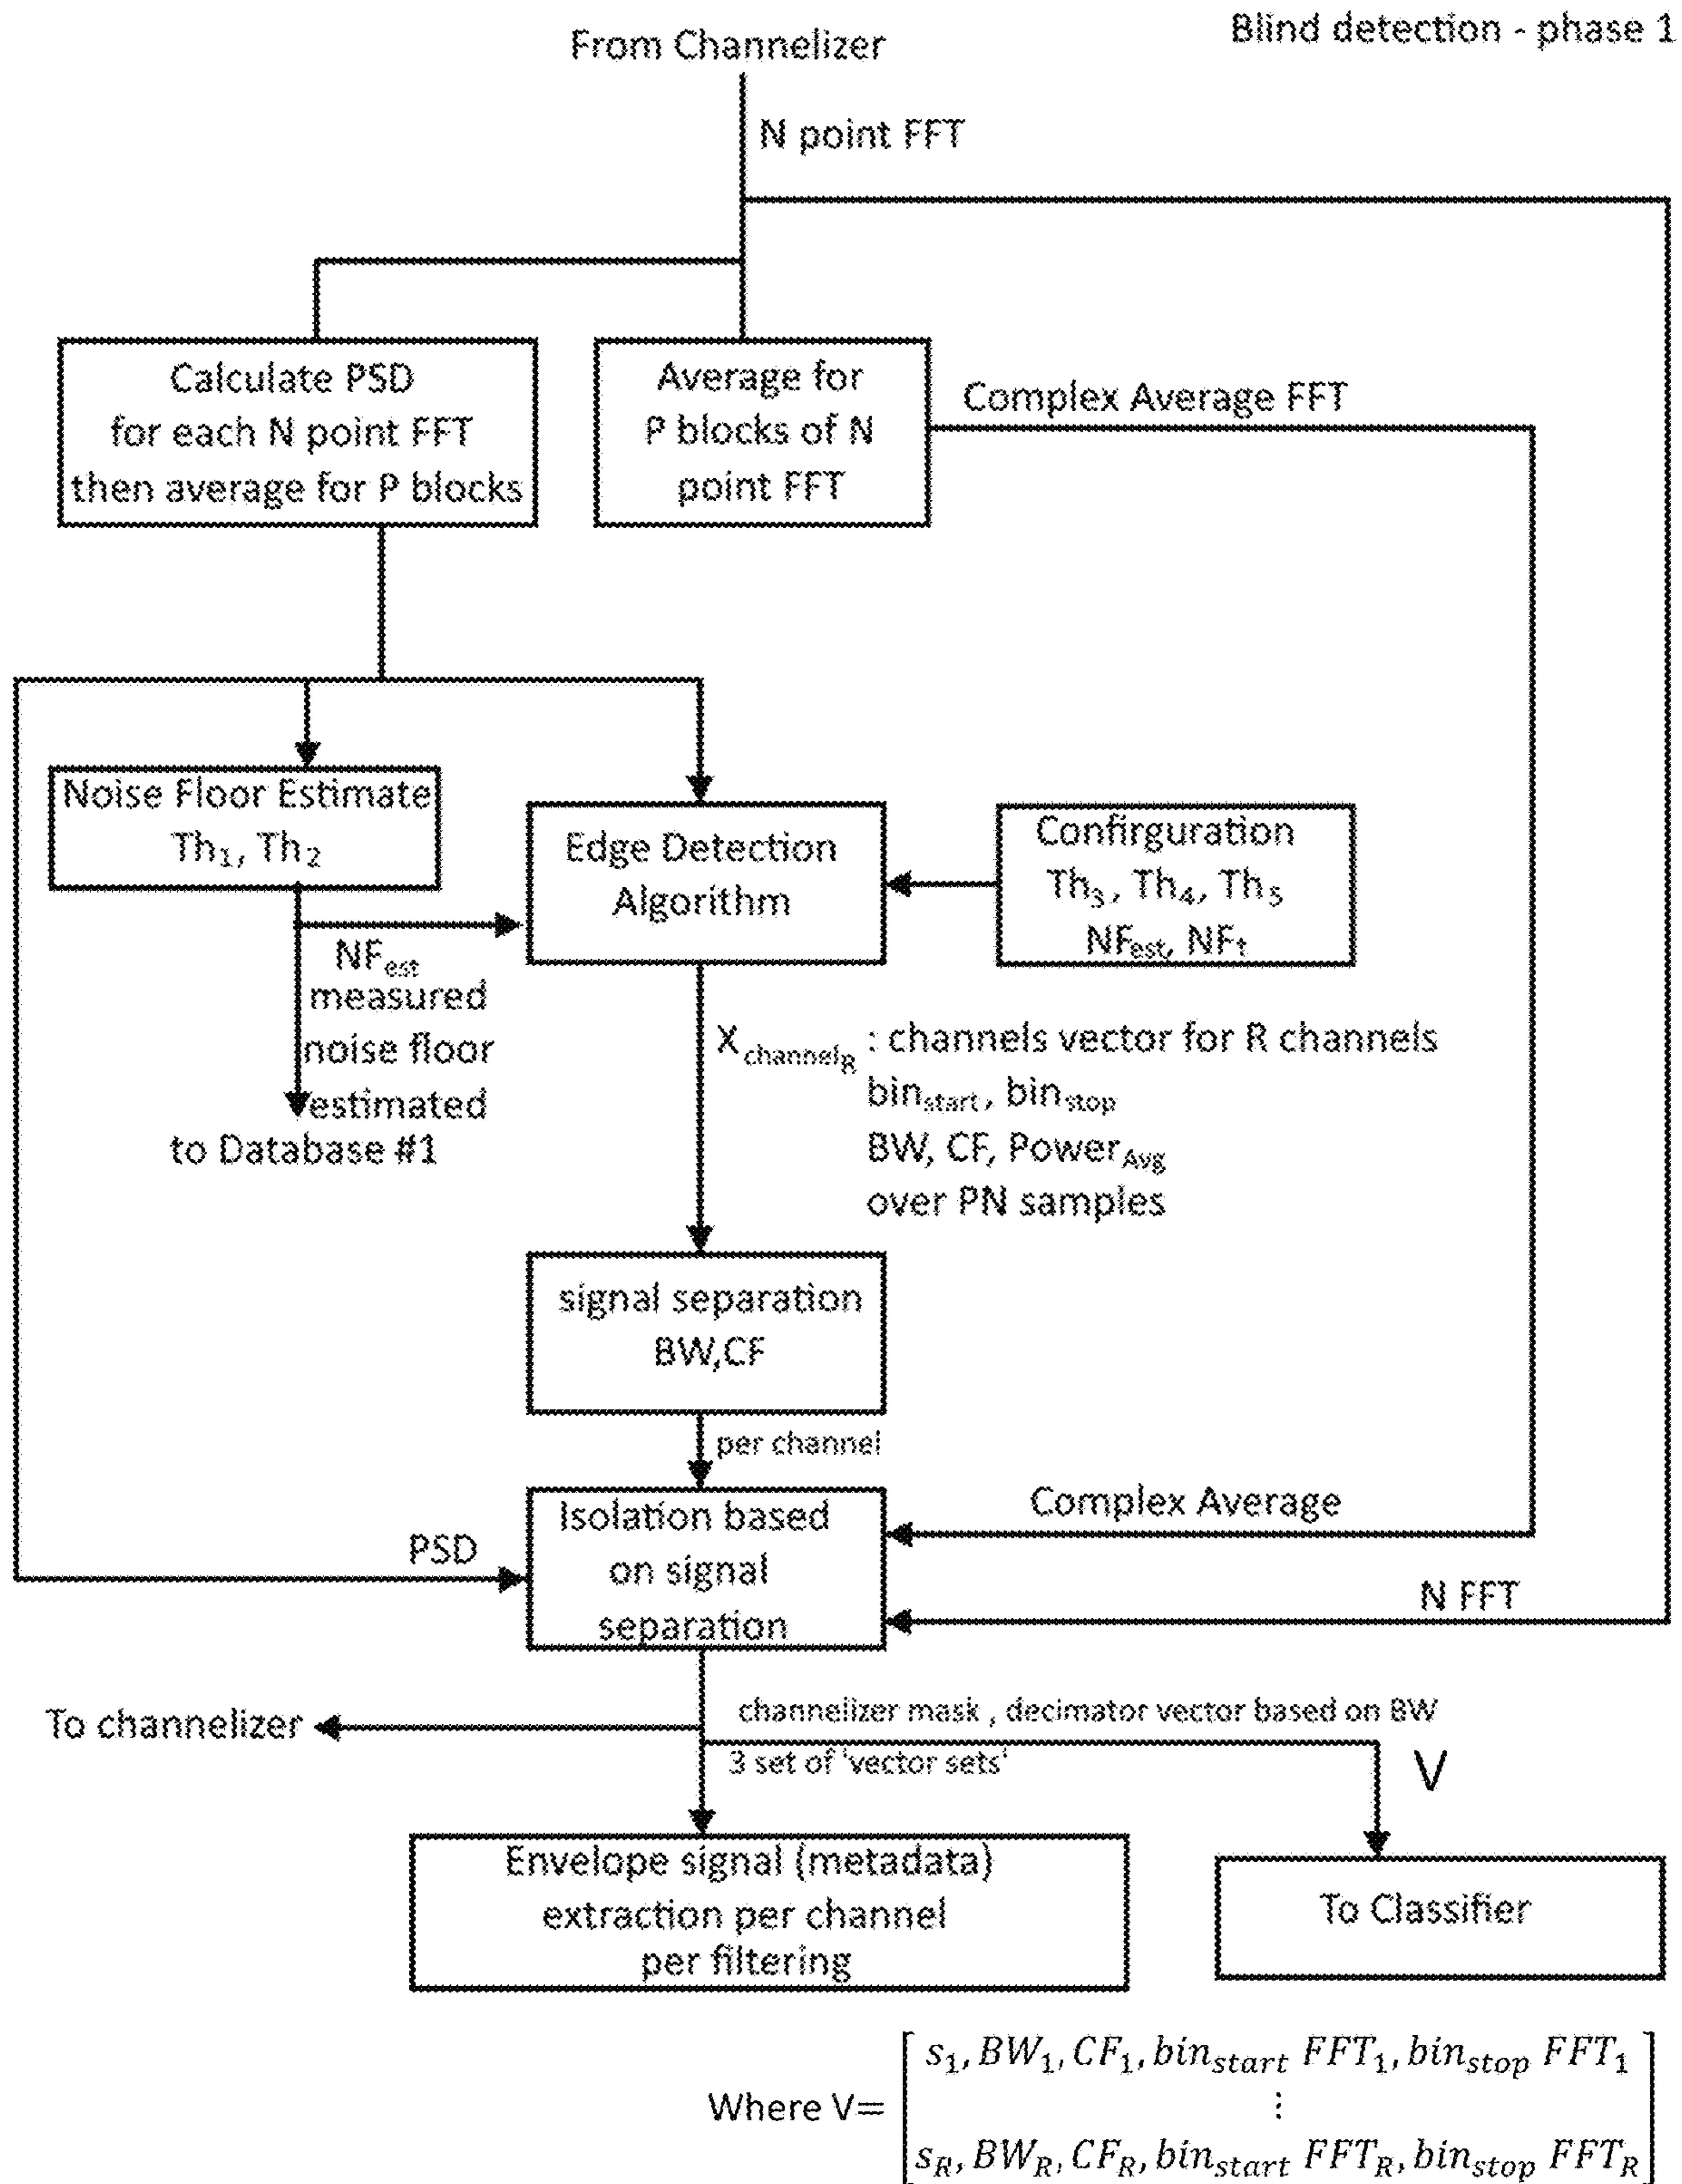 Blind detection - phase 1
From Channelizer
N point FFT
Calculate PSD
for each N point FFT
then average for P blocks
Average for
P blocks of N
point FFT
Complex Average FFT
Noise Floor Estimate
Th₁, Th₂
Edge Detection
Algorithm
Confirguration
Th₃, Th₄, Th₅
NFest, NFt
NFest
measured
noise floor
estimated
to Database #1
XchannelR : channels vector for R channels
binstart, binstop
BW, CF, PowerAvg
over PN samples
signal separation
BW,CF
per channel
Isolation based
on signal
separation
PSD
Complex Average
N FFT
To channelizer
channelizer mask , decimator vector based on BW
3 set of 'vector sets'
V
Envelope signal (metadata)
extraction per channel
per filtering
To Classifier
s₁, BW₁, CF₁, binstart FFT₁, binstop FFT₁
Where V=
⋮
sR, BWR, CFR, binstart FFTR, binstop FFTR